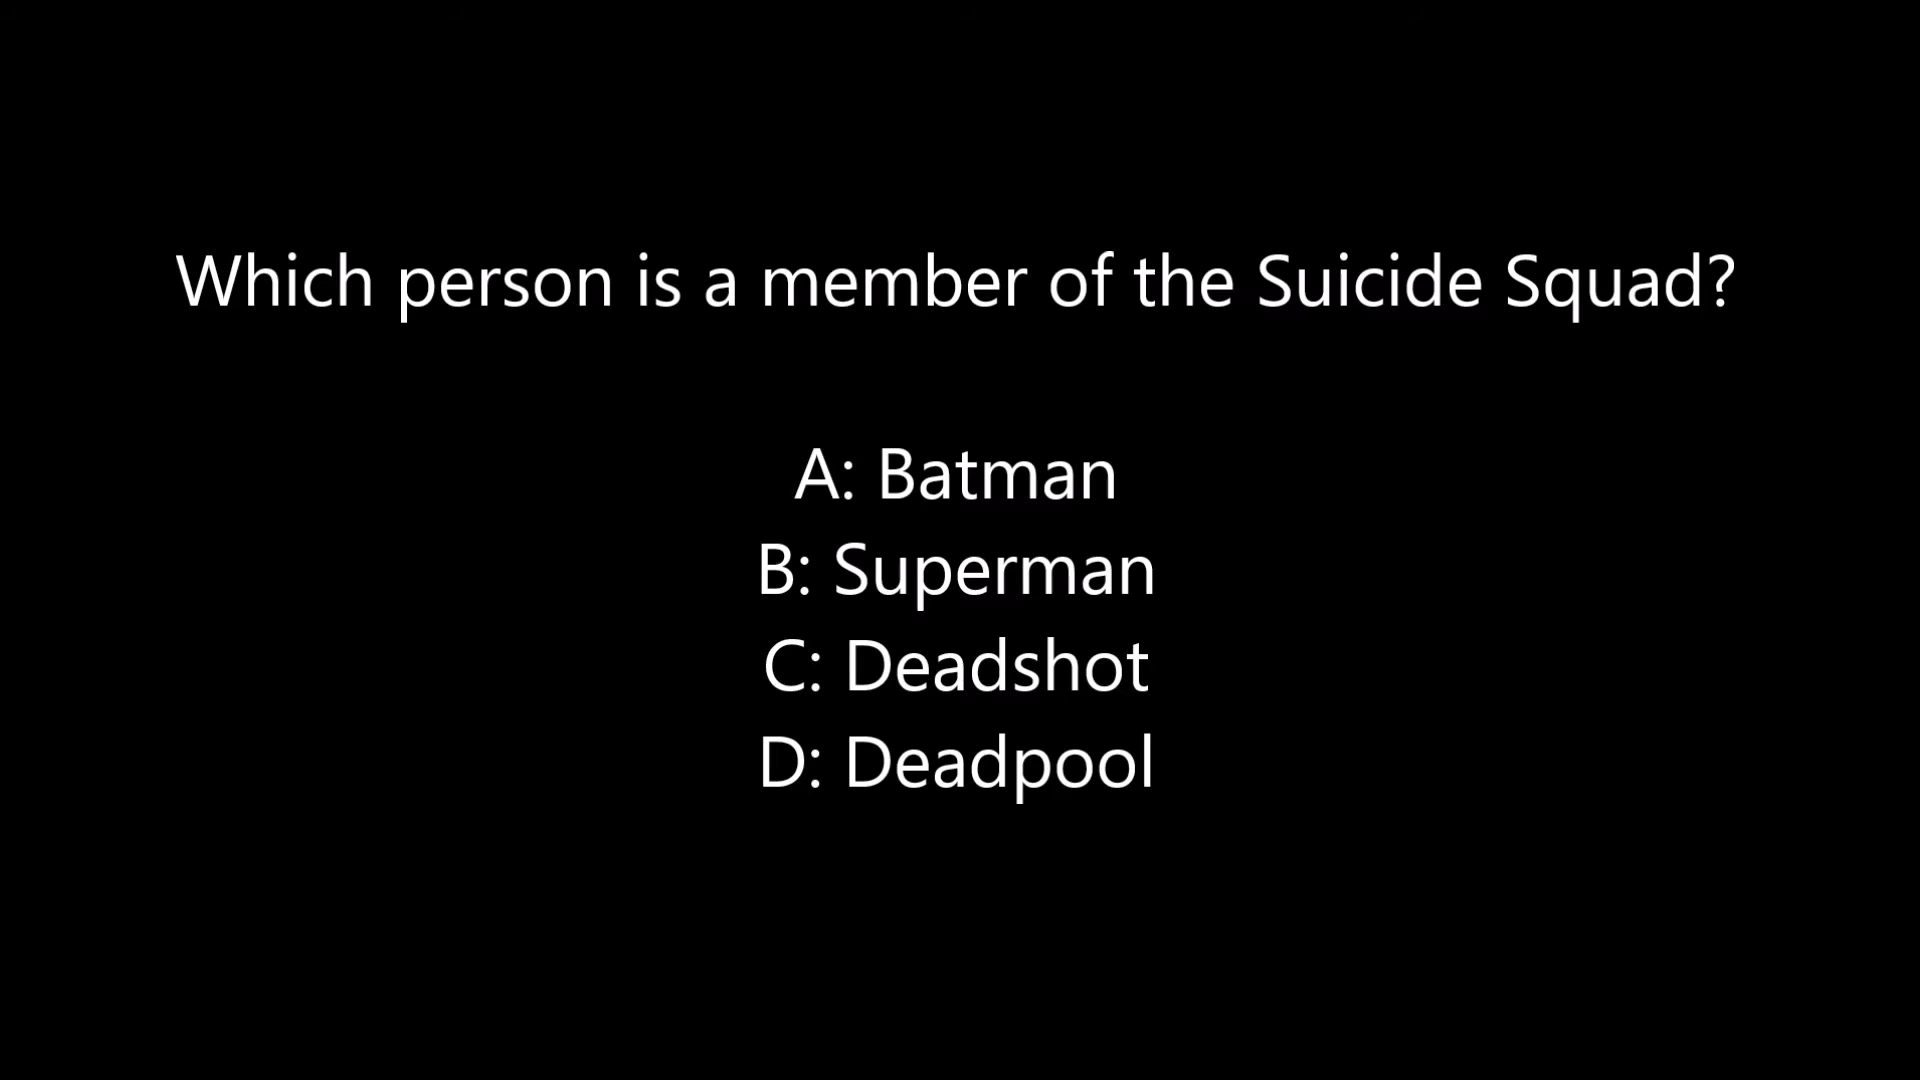 Which person is a member of the Suicide Squad?
A: Batman
B: Superman
C: Deadshot
D: Deadpool